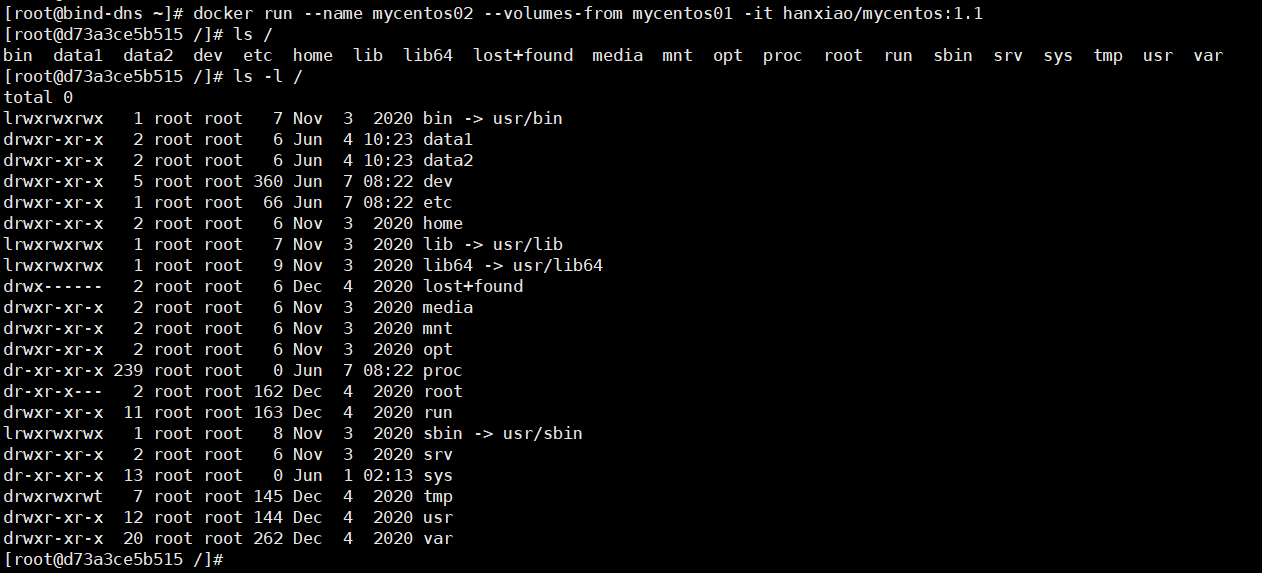 [root@bind-dns ~]# docker run --name mycentos02 --volumes-from mycentos01 -it hanxiao/mycentos:1.1
[root@d73a3ce5b515 /]# ls /
bin  data1  data2  dev  etc  home  lib  lib64  lost+found  media  mnt  opt  proc  root  run  sbin  srv  sys  tmp  usr  var
[root@d73a3ce5b515 /]# ls -l /
total 0
lrwxrwxrwx   1 root root   7 Nov  3  2020 bin -> usr/bin
drwxr-xr-x   2 root root   6 Jun  4 10:23 data1
drwxr-xr-x   2 root root   6 Jun  4 10:23 data2
drwxr-xr-x   5 root root 360 Jun  7 08:22 dev
drwxr-xr-x   1 root root  66 Jun  7 08:22 etc
drwxr-xr-x   2 root root   6 Nov  3  2020 home
lrwxrwxrwx   1 root root   7 Nov  3  2020 lib -> usr/lib
lrwxrwxrwx   1 root root   9 Nov  3  2020 lib64 -> usr/lib64
drwx------   2 root root   6 Dec  4  2020 lost+found
drwxr-xr-x   2 root root   6 Nov  3  2020 media
drwxr-xr-x   2 root root   6 Nov  3  2020 mnt
drwxr-xr-x   2 root root   6 Nov  3  2020 opt
dr-xr-xr-x 239 root root   0 Jun  7 08:22 proc
dr-xr-x---   2 root root 162 Dec  4  2020 root
drwxr-xr-x  11 root root 163 Dec  4  2020 run
lrwxrwxrwx   1 root root   8 Nov  3  2020 sbin -> usr/sbin
drwxr-xr-x   2 root root   6 Nov  3  2020 srv
dr-xr-xr-x  13 root root   0 Jun  1 02:13 sys
drwxrwxrwt   7 root root 145 Dec  4  2020 tmp
drwxr-xr-x  12 root root 144 Dec  4  2020 usr
drwxr-xr-x  20 root root 262 Dec  4  2020 var
[root@d73a3ce5b515 /]#